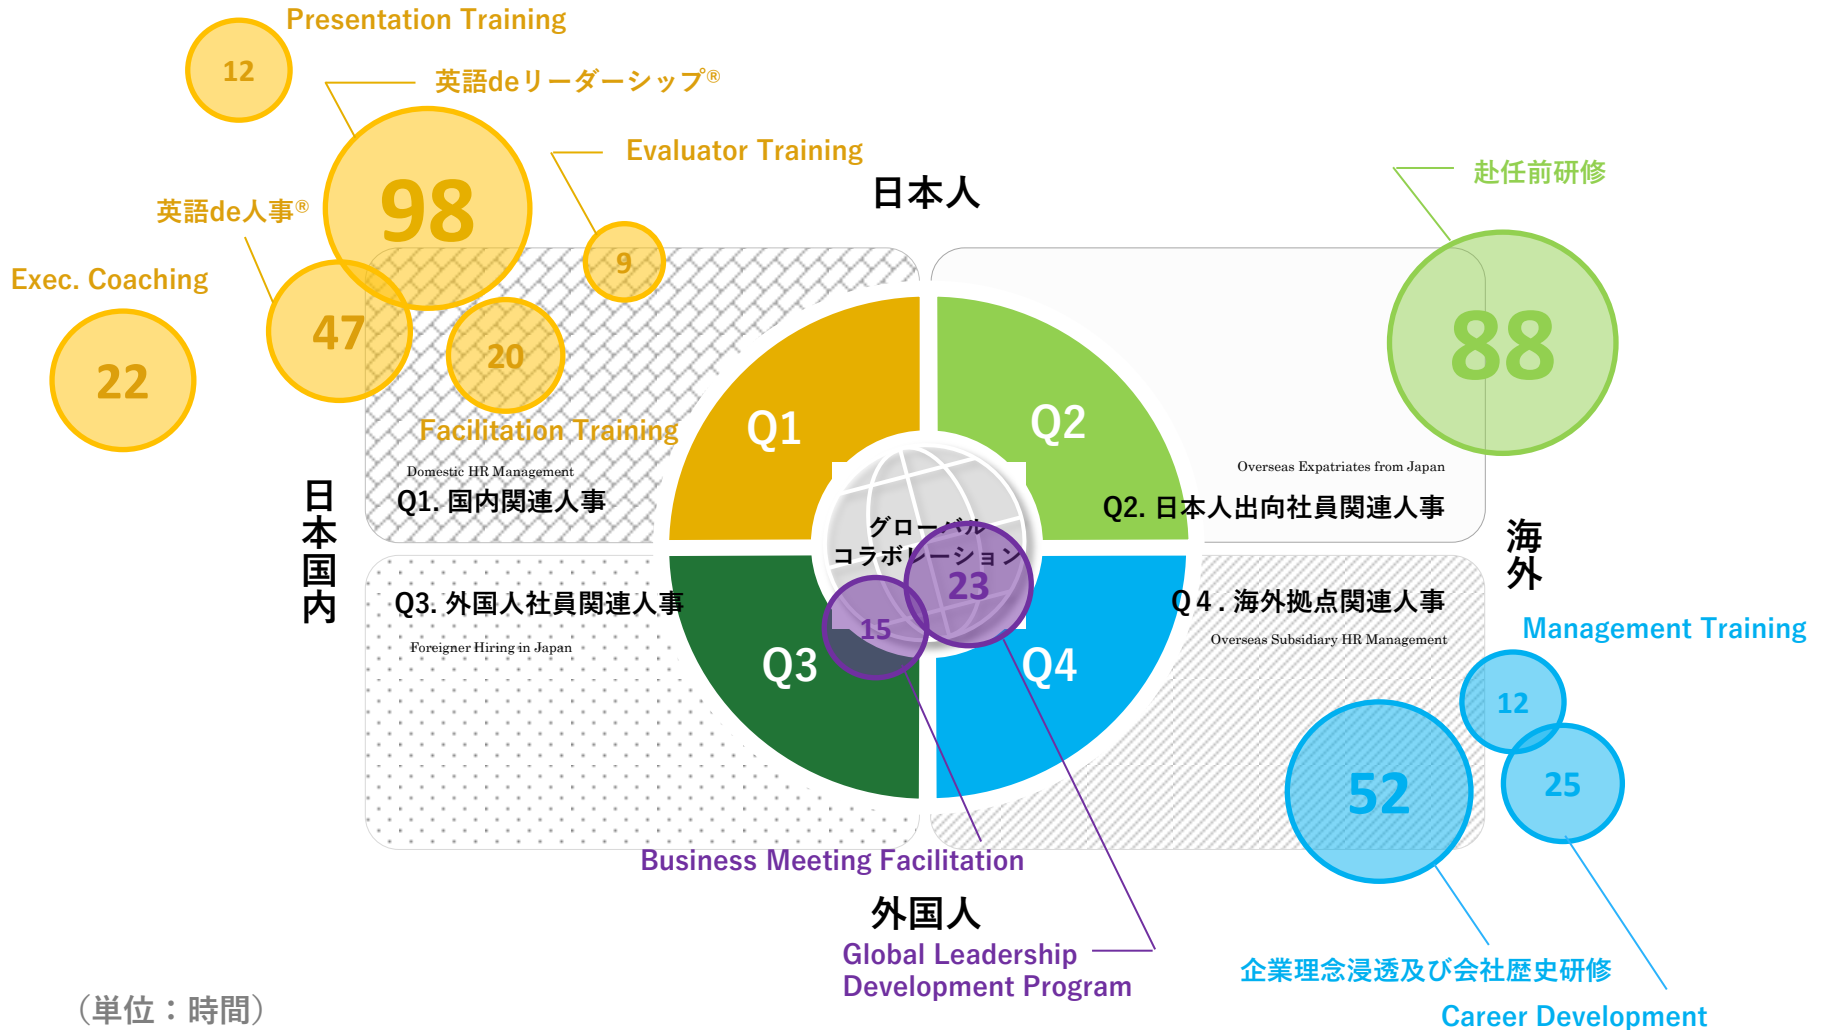 Presentation Training
12
英語deリーダーシップ®
98
Evaluator Training
9
日本人
赴任前研修
88
英語de人事®
47
Exec. Coaching
22
20
Facilitation Training
Q1
Q2
Domestic HR Management
Q1. 国内関連人事
Overseas Expatriates from Japan
Q2. 日本人出向社員関連人事
日本国内
海外
グローバル
コラボレーション
23
15
Q3. 外国人社員関連人事
Foreigner Hiring in Japan
Q４. 海外拠点関連人事
Overseas Subsidiary HR Management
Q3
Q4
Management Training
12
25
52
Business Meeting Facilitation
外国人
Global Leadership
Development Program
企業理念浸透及び会社歴史研修
Career Development
（単位：時間）